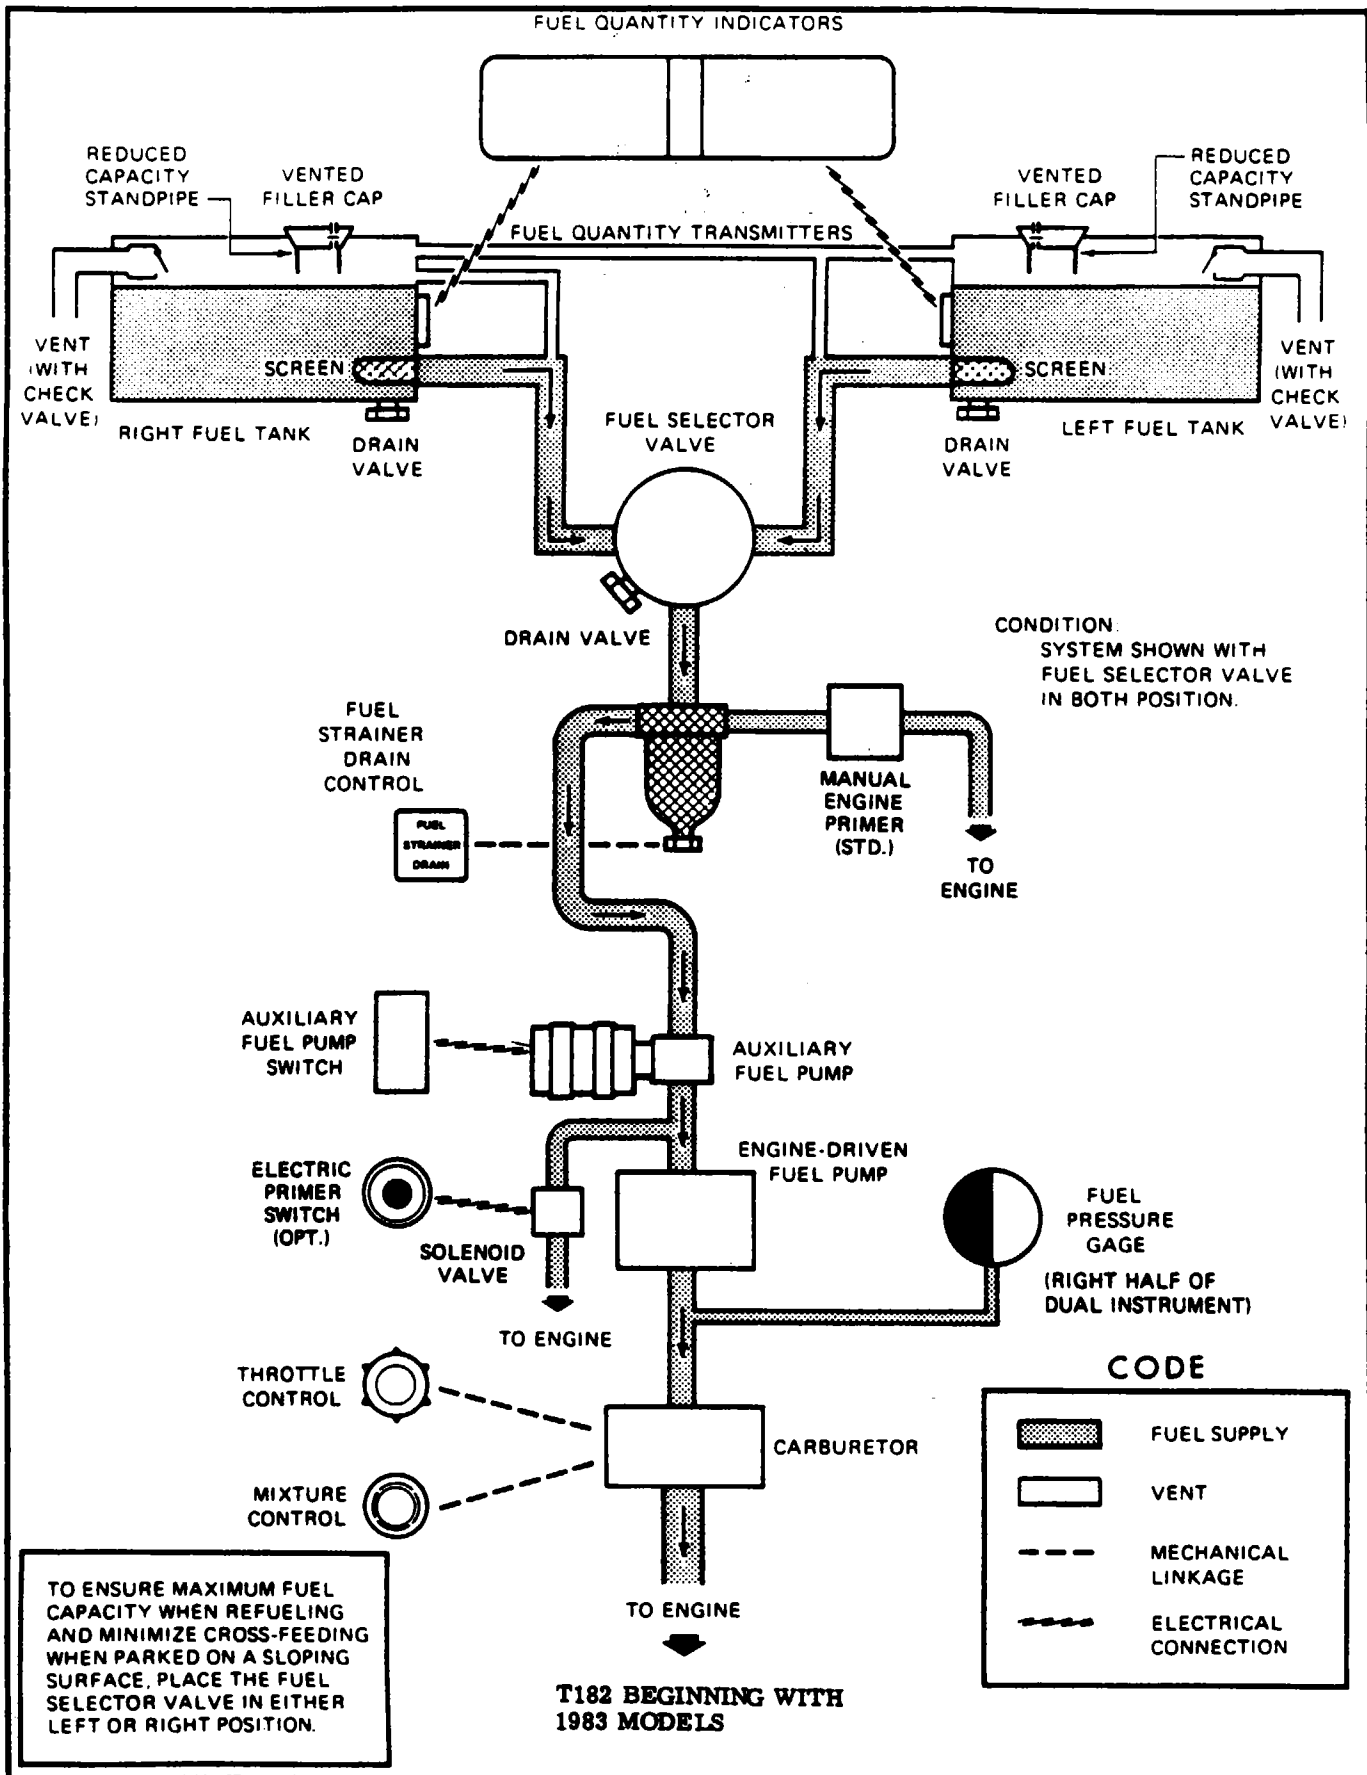 FUEL QUANTITY INDICATORS
REDUCED
CAPACITY
STANDPIPE
VENTED
FILLER CAP
VENTED
FILLER CAP
REDUCED
CAPACITY
STANDPIPE
FUEL QUANTITY TRANSMITTERS
VENT
(WITH
CHECK
VALVE)
SCREEN
SCREEN
VENT
(WITH
CHECK
VALVE)
RIGHT FUEL TANK
DRAIN
VALVE
FUEL SELECTOR
VALVE
DRAIN
VALVE
LEFT FUEL TANK
DRAIN VALVE
CONDITION:
SYSTEM SHOWN WITH
FUEL SELECTOR VALVE
IN BOTH POSITION.
FUEL
STRAINER
DRAIN
CONTROL
FUEL
STRAINER
DRAIN
MANUAL
ENGINE
PRIMER
(STD.)
TO
ENGINE
AUXILIARY
FUEL PUMP
SWITCH
AUXILIARY
FUEL PUMP
ELECTRIC
PRIMER
SWITCH
(OPT.)
SOLENOID
VALVE
TO ENGINE
ENGINE-DRIVEN
FUEL PUMP
FUEL
PRESSURE
GAGE
(RIGHT HALF OF
DUAL INSTRUMENT)
THROTTLE
CONTROL
MIXTURE
CONTROL
CARBURETOR
CODE
FUEL SUPPLY
VENT
MECHANICAL
LINKAGE
ELECTRICAL
CONNECTION
TO ENSURE MAXIMUM FUEL
CAPACITY WHEN REFUELING
AND MINIMIZE CROSS-FEEDING
WHEN PARKED ON A SLOPING
SURFACE, PLACE THE FUEL
SELECTOR VALVE IN EITHER
LEFT OR RIGHT POSITION.
TO ENGINE
T182 BEGINNING WITH
1983 MODELS